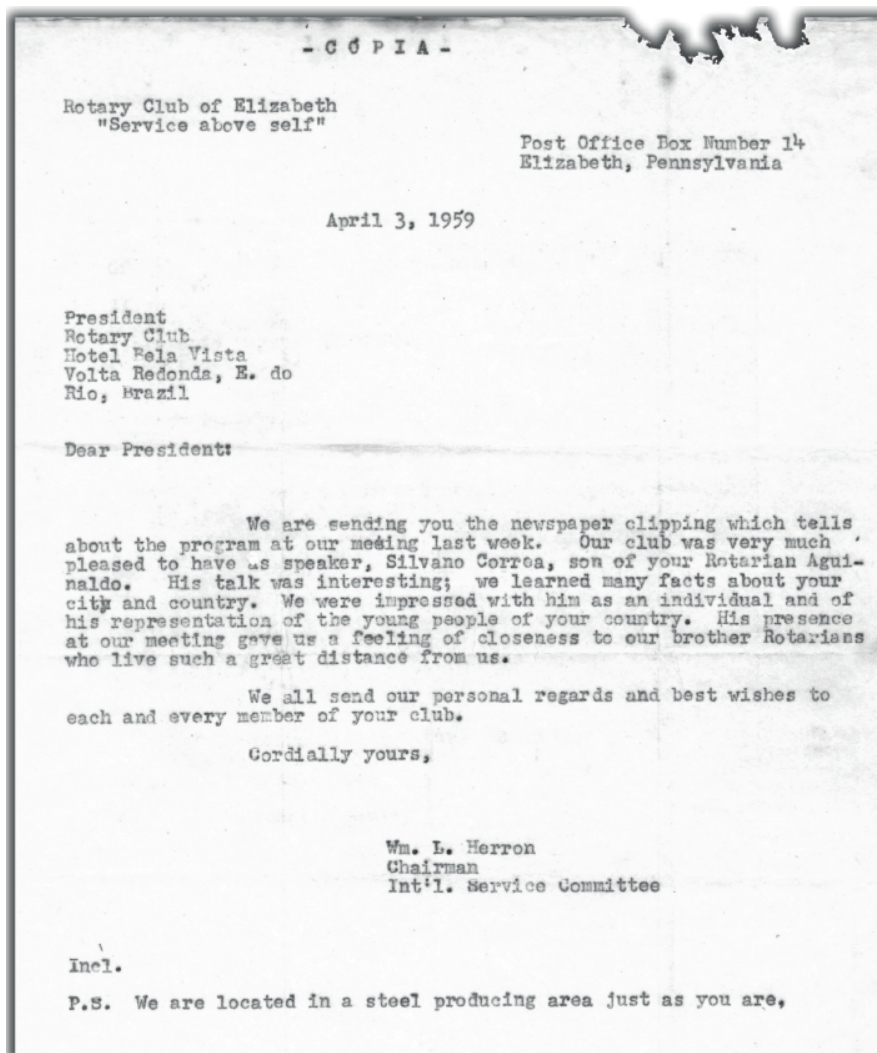 - C Ó P I A -
Rotary Club of Elizabeth
"Service above self"
Post Office Box Number 14
Elizabeth, Pennsylvania
April 3, 1959
President
Rotary Club
Hotel Bela Vista
Volta Redonda, E. do
Rio, Brazil
Dear President:
We are sending you the newspaper clipping which tells
about the program at our meeing last week. Our club was very much
pleased to have as speaker, Silvano Correa, son of your Rotarian Agui-
naldo. His talk was interesting; we learned many facts about your
city and country. We were impressed with him as an individual and of
his representation of the young people of your country. His presence
at our meeting gave us a feeling of closeness to our brother Rotarians
who live such a great distance from us.
We all send our personal regards and best wishes to
each and every member of your club.
Cordially yours,
Wm. L. Herron
Chairman
Int'l. Service Committee
Incl.
P.S. We are located in a steel producing area just as you are,